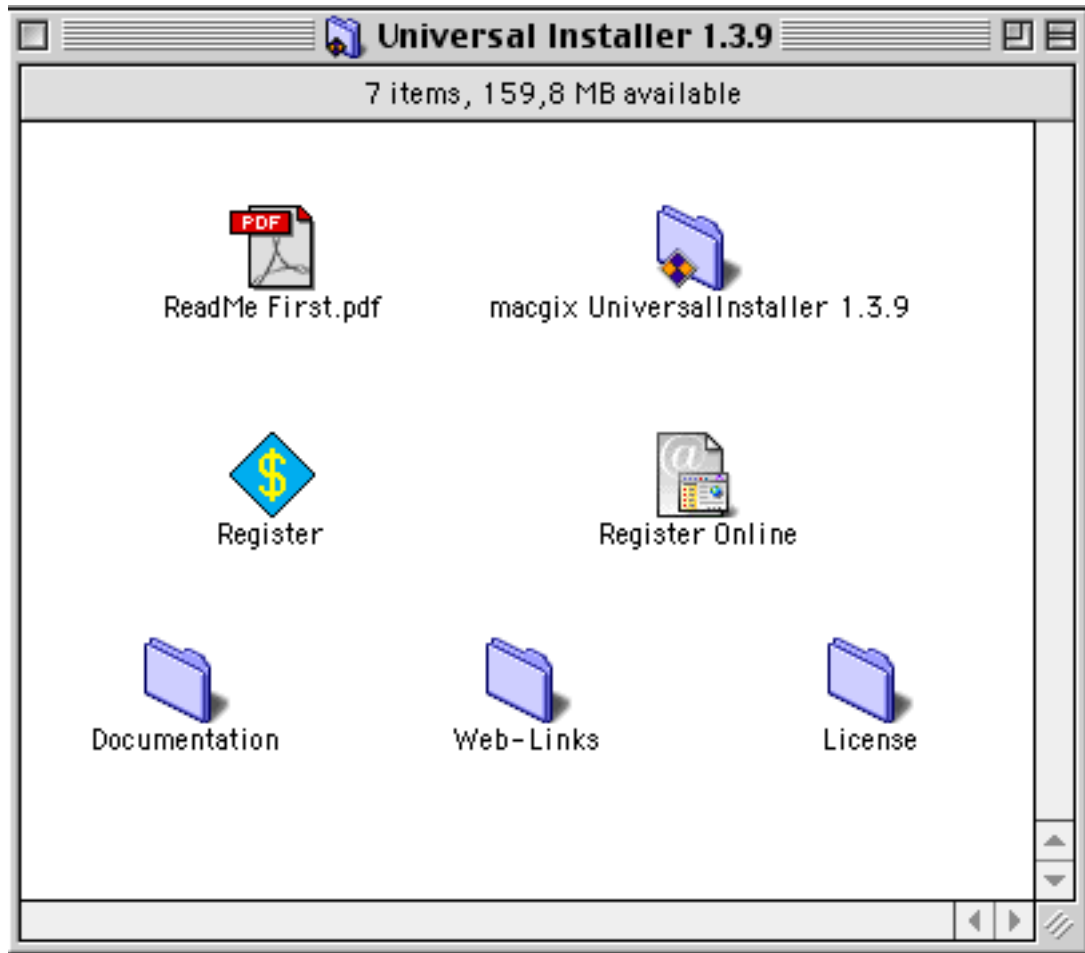 Universal Installer 1.3.9
7 items, 159,8 MB available
PDF
ReadMe First.pdf
macgix UniversalInstaller 1.3.9
$
@
Register
Register Online
Documentation
Web-Links
License